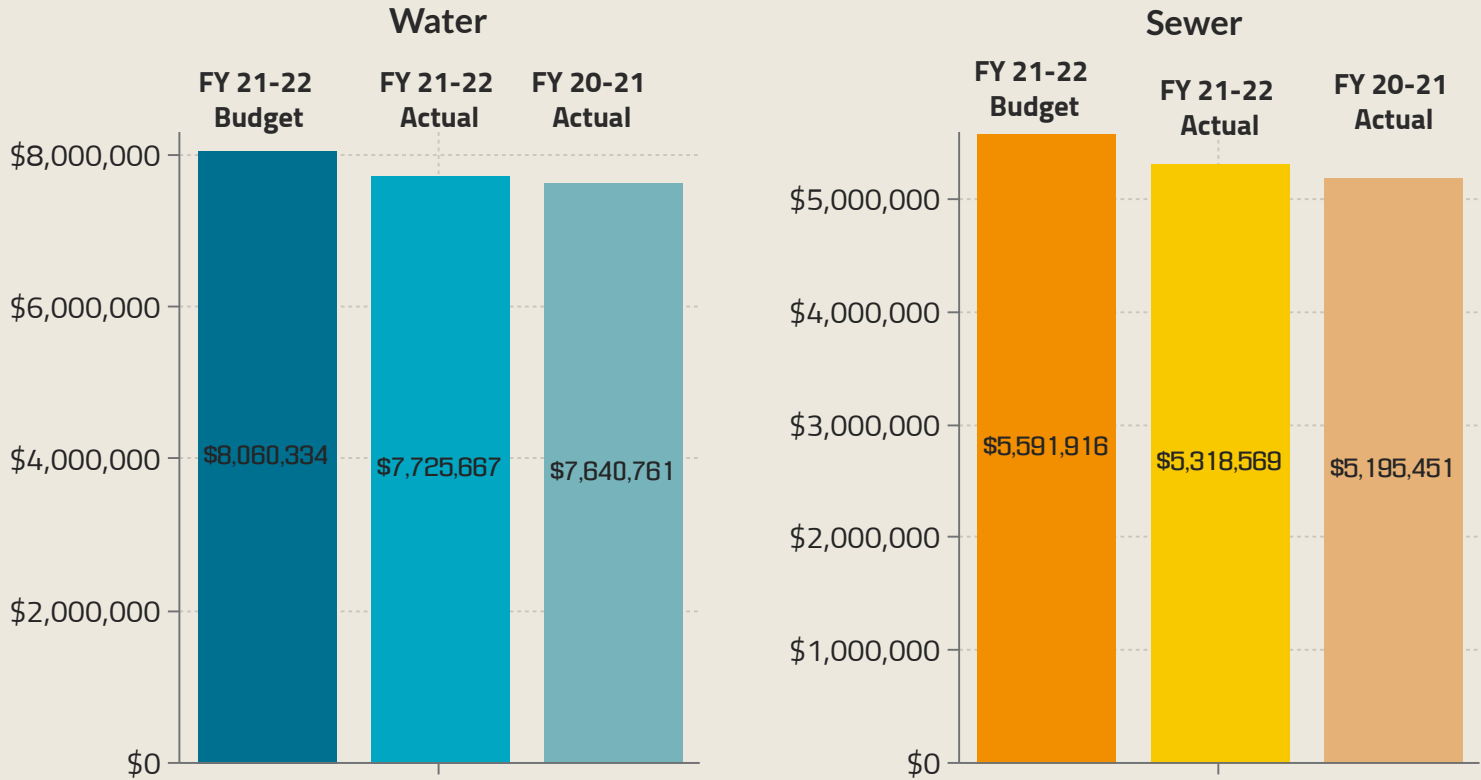 Water
FY 21-22
Budget
FY 21-22
Actual
FY 20-21
Actual
$8,000,000
$6,000,000
$4,000,000
$2,000,000
$0
$8,060,334
$7,725,667
$7,640,761
Sewer
FY 21-22
Budget
FY 21-22
Actual
FY 20-21
Actual
$5,000,000
$4,000,000
$3,000,000
$2,000,000
$1,000,000
$0
$5,591,916
$5,318,569
$5,195,451